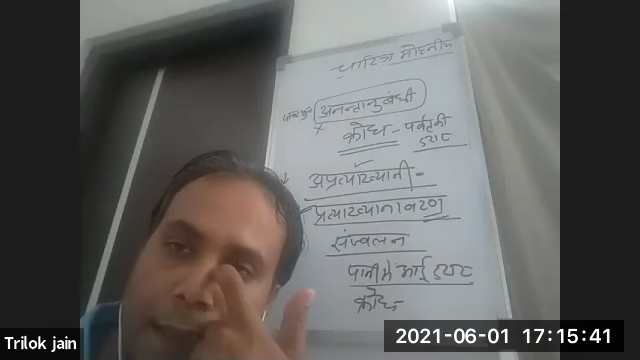 चारित्र मोहनीय
अनन्तानुबंधी
क्रोध - पर्वत की
दरार
अप्रत्याख्यानी -
प्रत्याख्यानावरण
संज्वलन
पानी में आई दरार
क्रोध
Trilok jain
2021-06-01 17:15:41